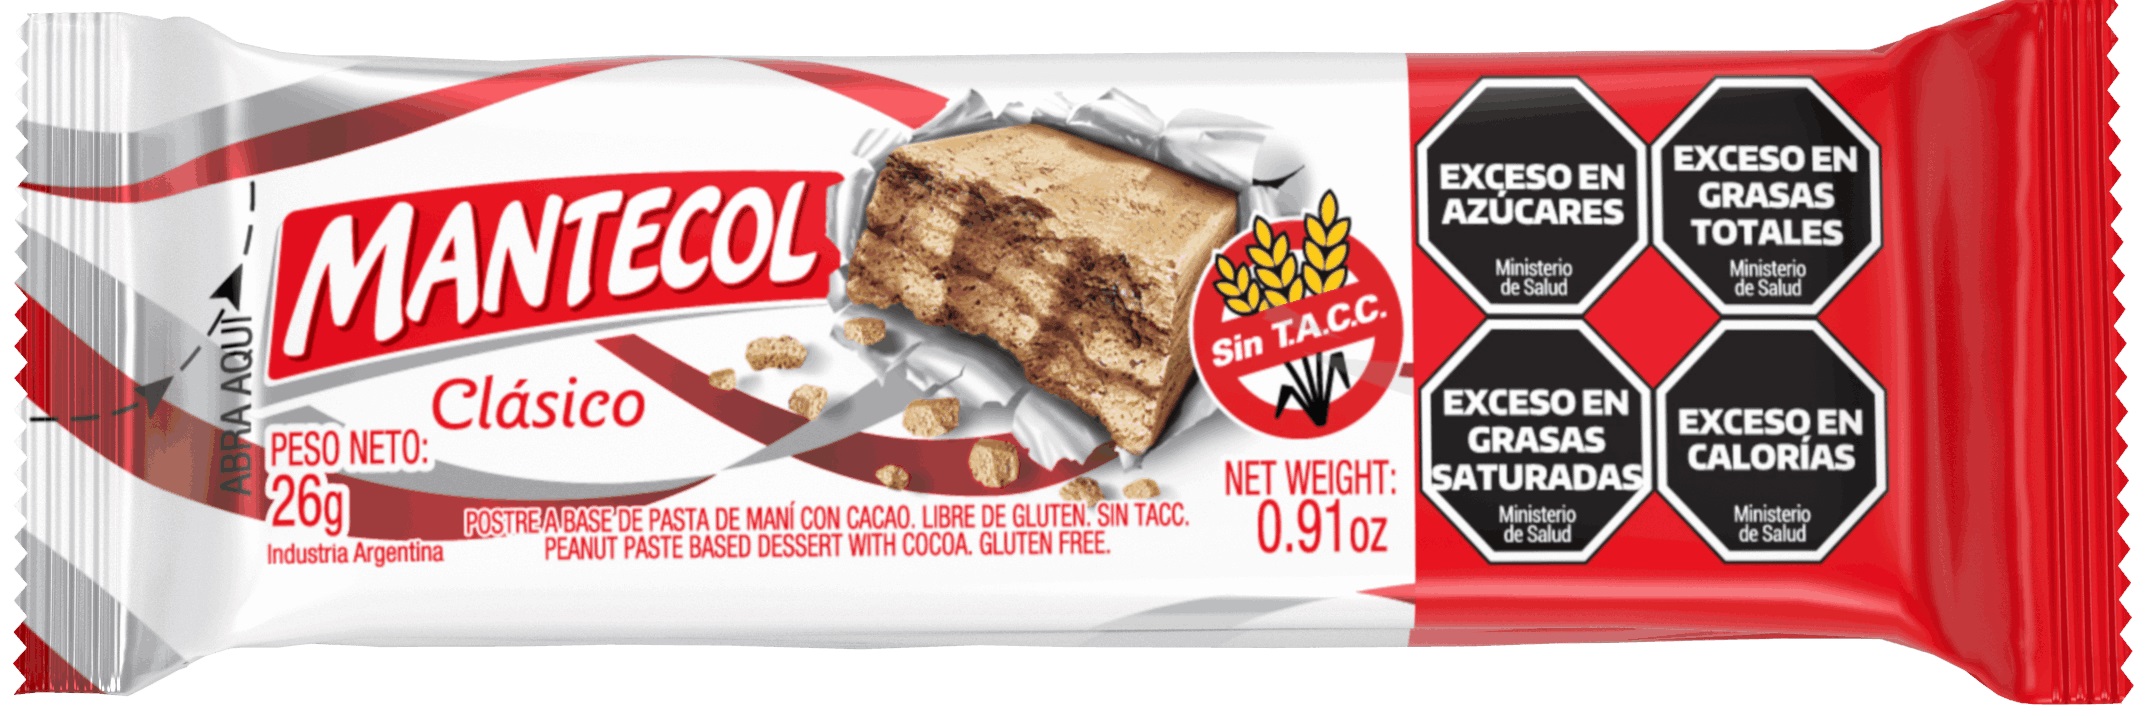 ABRA AQUÍ
MANTECOL
Clásico
PESO NETO:
26g
Industria Argentina
POSTRE A BASE DE PASTA DE MANÍ CON CACAO. LIBRE DE GLUTEN. SIN TACC.
PEANUT PASTE BASED DESSERT WITH COCOA. GLUTEN FREE.
Sin T.A.C.C.
NET WEIGHT:
0.91oz
EXCESO EN
AZÚCARES
Ministerio
de Salud
EXCESO EN
GRASAS
TOTALES
Ministerio
de Salud
EXCESO EN
GRASAS
SATURADAS
Ministerio
de Salud
EXCESO EN
CALORÍAS
Ministerio
de Salud